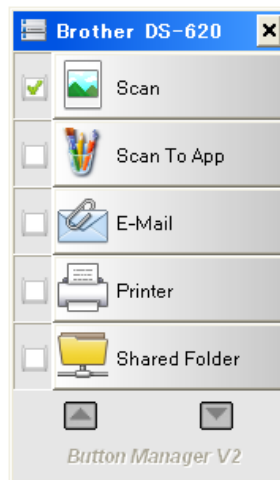 Brother DS-620
Scan
Scan To App
E-Mail
Printer
Shared Folder
Button Manager V2